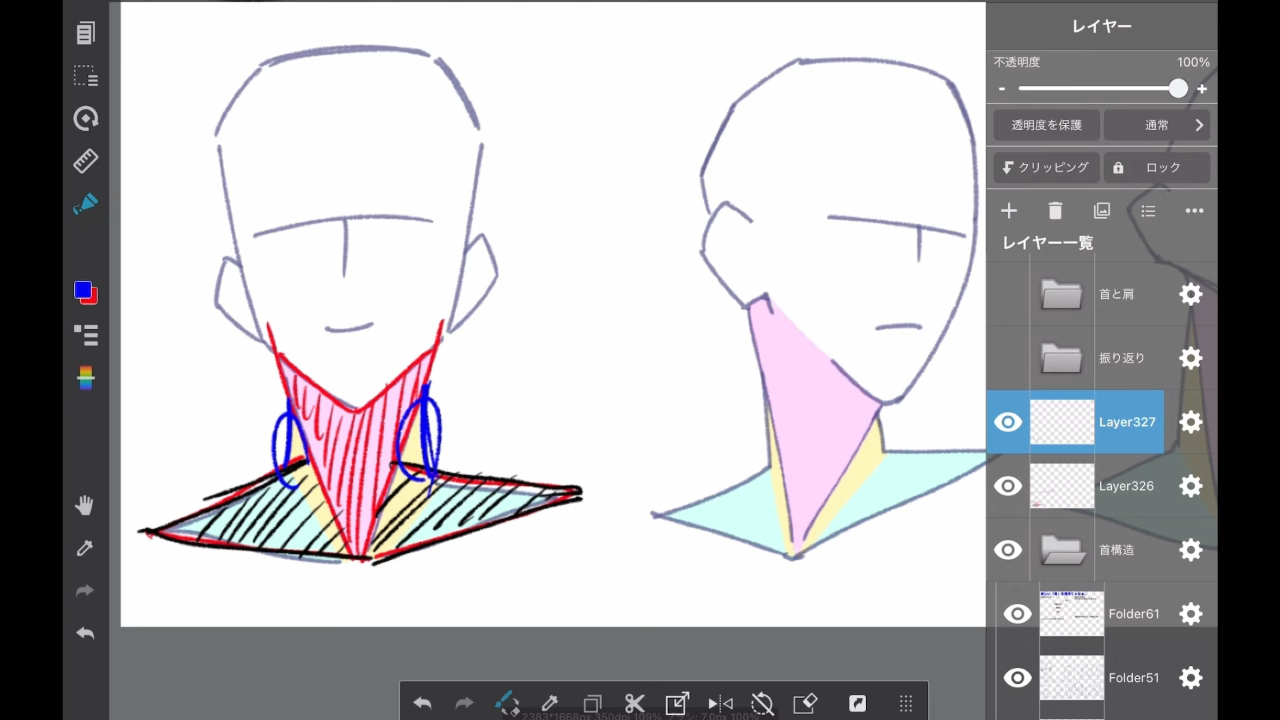 レイヤー
不透明度 100%
- +
透明度を保護 通常
クリッピング ロック
レイヤー一覧
首と肩
振り返り
Layer327
Layer326
首構造
Folder61
Folder51